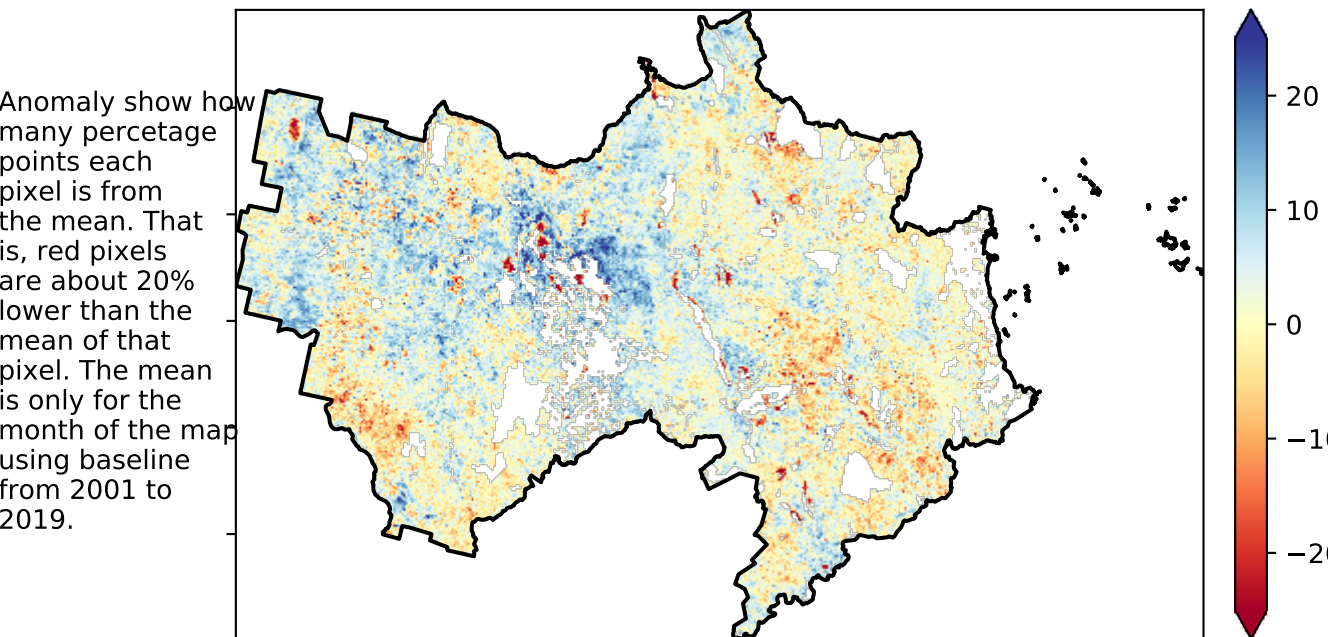 Anomaly show how
many percetage
points each
pixel is from
the mean. That
is, red pixels
are about 20%
lower than the
mean of that
pixel. The mean
is only for the
month of the map
using baseline
from 2001 to
2019.
20
10
0
−10
−20